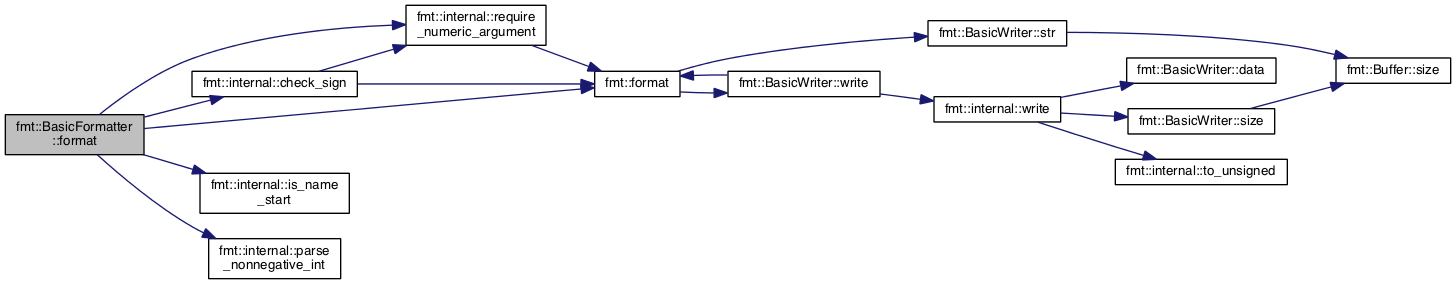 fmt::BasicFormatter
::format
fmt::internal::check_sign
fmt::internal::require
_numeric_argument
fmt::format
fmt::BasicWriter::str
fmt::Buffer::size
fmt::BasicWriter::write
fmt::internal::write
fmt::BasicWriter::data
fmt::BasicWriter::size
fmt::internal::to_unsigned
fmt::internal::is_name
_start
fmt::internal::parse
_nonnegative_int